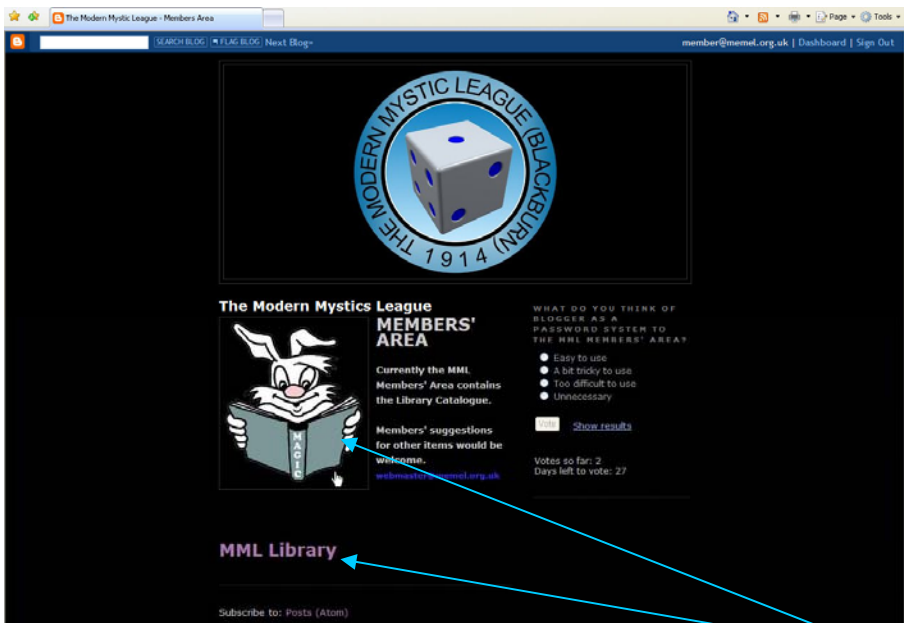 The Modern Mystic League - Members Area
Page
Tools
SEARCH BLOG
FLAG BLOG
Next Blog»
member@memel.org.uk | Dashboard | Sign Out
THE MODERN MYSTIC LEAGUE (BLACKBURN)
1914
The Modern Mystics League
MEMBERS'
AREA
Currently the MML
Members' Area contains
the Library Catalogue.
Members' suggestions
for other items would be
welcome.
webmaster@memel.org.uk
MAGIC
WHAT DO YOU THINK OF
BLOGGER AS A
PASSWORD SYSTEM TO
THE MML MEMBERS' AREA?
Easy to use
A bit tricky to use
Too difficult to use
Unnecessary
Vote
Show results
Votes so far: 2
Days left to vote: 27
MML Library
Subscribe to: Posts (Atom)